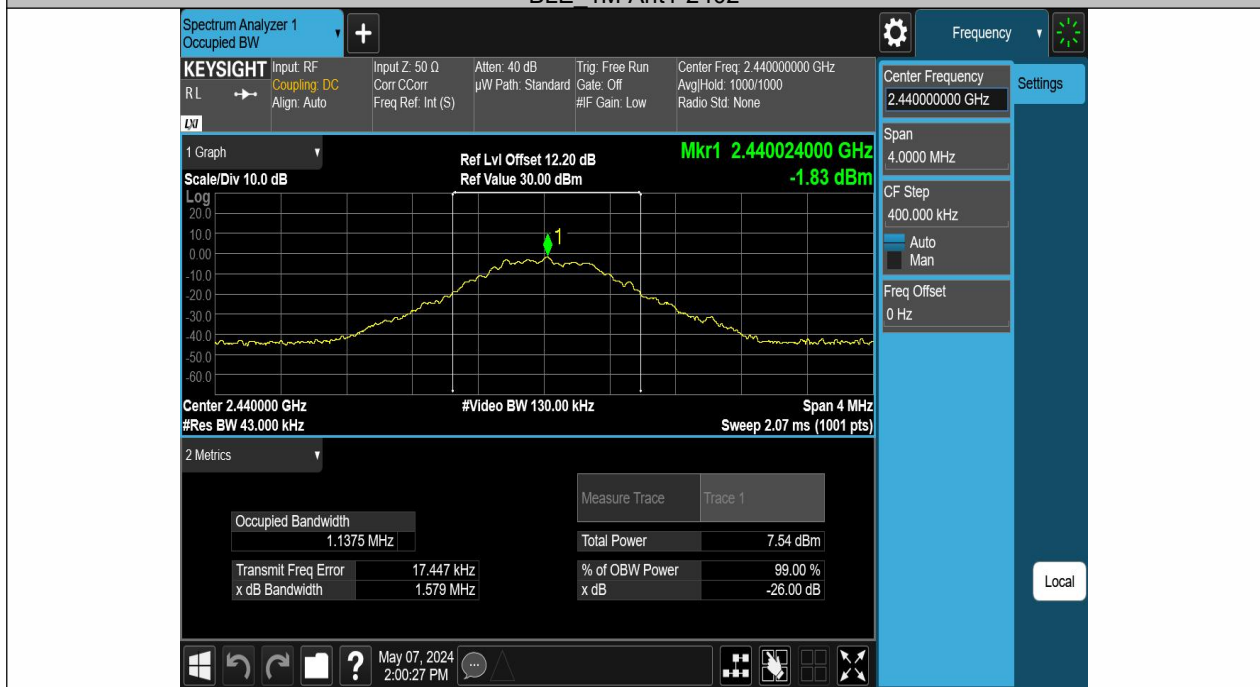 Spectrum Analyzer 1
Occupied BW
+
Frequency
KEYSIGHT
RL
LXI
Input: RF
Coupling: DC
Align: Auto
Input Z: 50 Ω
Corr CCorr
Freq Ref: Int (S)
Atten: 40 dB
µW Path: Standard
Trig: Free Run
Gate: Off
#IF Gain: Low
Center Freq: 2.440000000 GHz
Avg|Hold: 1000/1000
Radio Std: None
Center Frequency
2.440000000 GHz
Settings
Span
4.0000 MHz
CF Step
400.000 kHz
Auto
Man
Freq Offset
0 Hz
Local
1 Graph
Scale/Div 10.0 dB
Ref Lvl Offset 12.20 dB
Ref Value 30.00 dBm
Mkr1 2.440024000 GHz
-1.83 dBm
Log
20.0
10.0
0.00
-10.0
-20.0
-30.0
-40.0
-50.0
-60.0
1
Center 2.440000 GHz
#Video BW 130.00 kHz
Span 4 MHz
#Res BW 43.000 kHz
Sweep 2.07 ms (1001 pts)
2 Metrics
Measure Trace Trace 1
Occupied Bandwidth
1.1375 MHz
Total Power 7.54 dBm
Transmit Freq Error 17.447 kHz
% of OBW Power 99.00 %
x dB Bandwidth 1.579 MHz
x dB -26.00 dB
?
May 07, 2024
2:00:27 PM